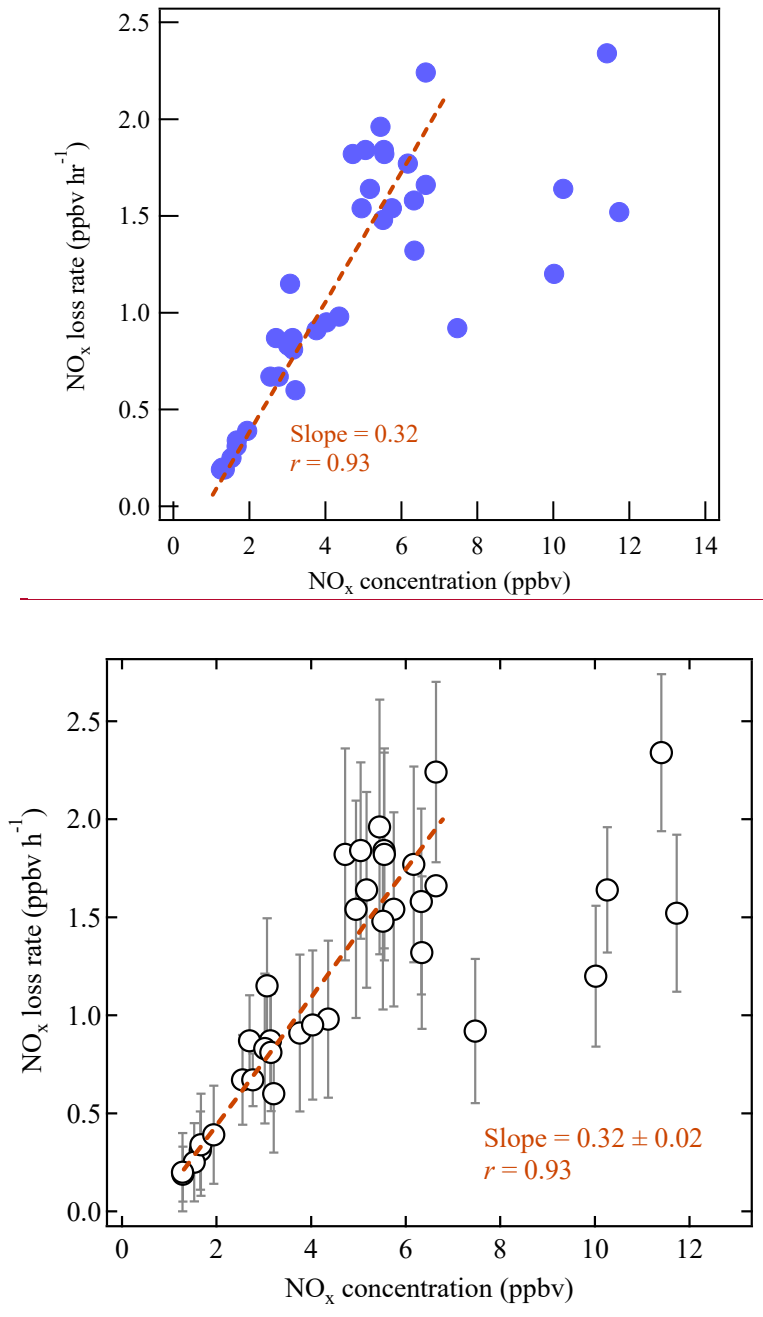 2.5
2.0
1.5
1.0
0.5
0.0
NOₓ loss rate (ppbv hr⁻¹)
Slope = 0.32
r = 0.93
0 2 4 6 8 10 12 14
NOₓ concentration (ppbv)
2.5
2.0
1.5
1.0
0.5
0.0
NOₓ loss rate (ppbv h⁻¹)
Slope = 0.32 ± 0.02
r = 0.93
0 2 4 6 8 10 12
NOₓ concentration (ppbv)